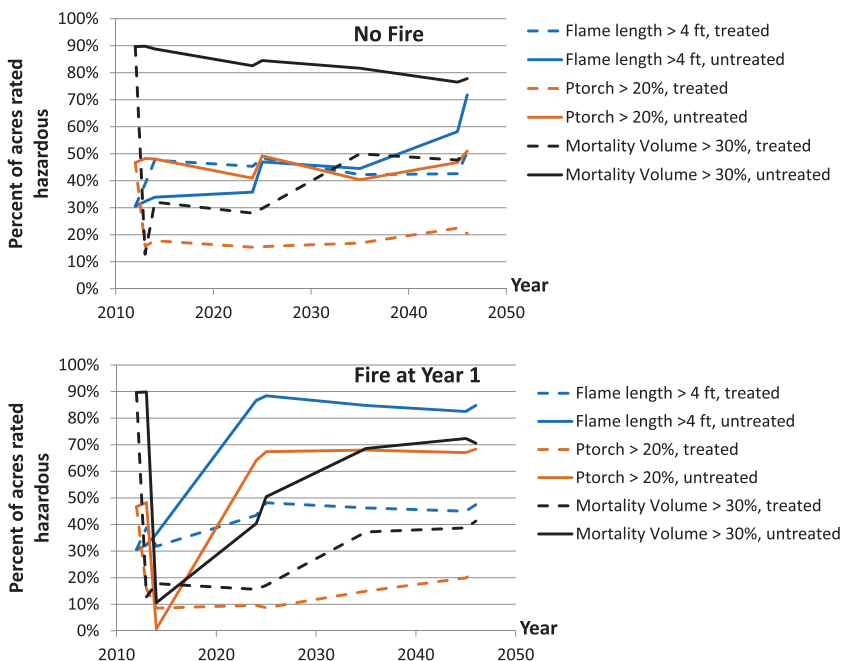 No Fire
100%
90%
80%
70%
60%
50%
40%
30%
20%
10%
0%
Percent of acres rated
hazardous
2010
2020
2030
2040
2050
Year
Flame length > 4 ft, treated
Flame length >4 ft, untreated
Ptorch > 20%, treated
Ptorch > 20%, untreated
Mortality Volume > 30%, treated
Mortality Volume > 30%, untreated
Fire at Year 1
100%
90%
80%
70%
60%
50%
40%
30%
20%
10%
0%
Percent of acres rated
hazardous
2010
2020
2030
2040
2050
Year
Flame length > 4 ft, treated
Flame length >4 ft, untreated
Ptorch > 20%, treated
Ptorch > 20%, untreated
Mortality Volume > 30%, treated
Mortality Volume > 30%, untreated